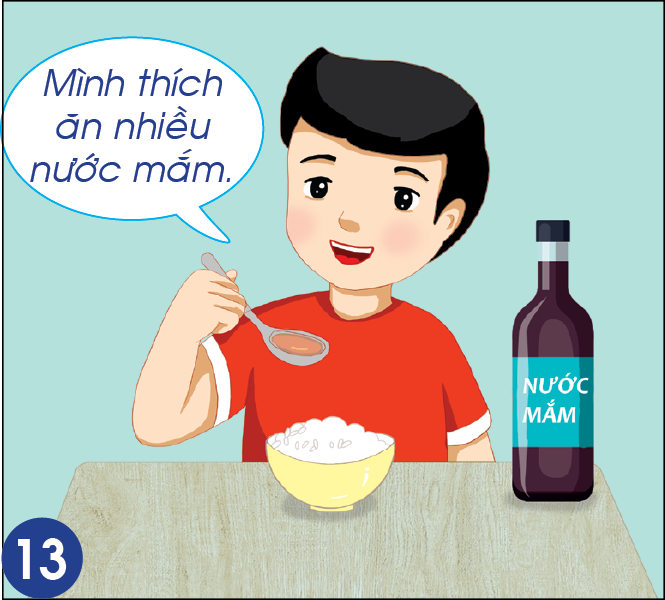 Mình thích
ăn nhiều
nước mắm.
NƯỚC
MẮM
13